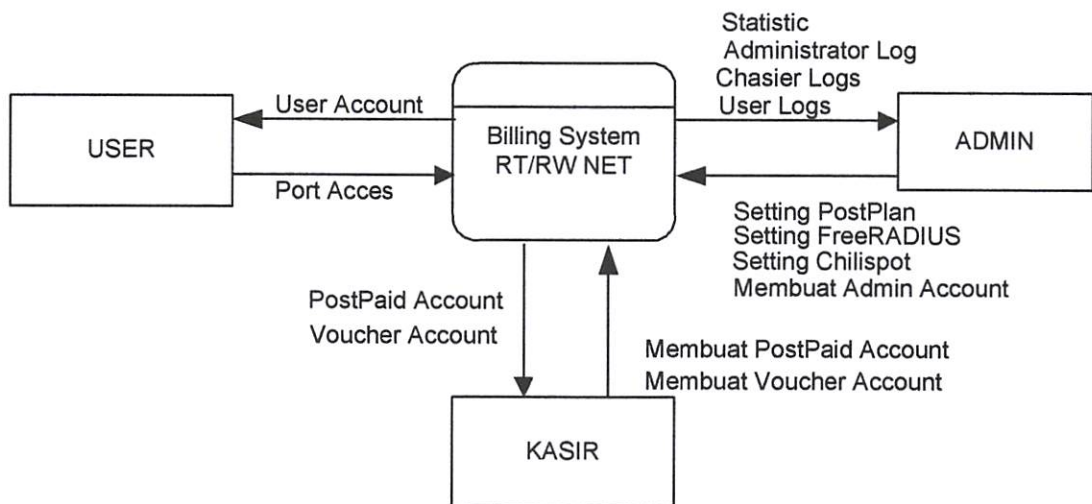 Statistic
Administrator Log
Chasier Logs
User Logs
User Account
USER
Port Acces
Billing System
RT/RW NET
ADMIN
Setting PostPlan
Setting FreeRADIUS
Setting Chilispot
Membuat Admin Account
PostPaid Account
Voucher Account
Membuat PostPaid Account
Membuat Voucher Account
KASIR